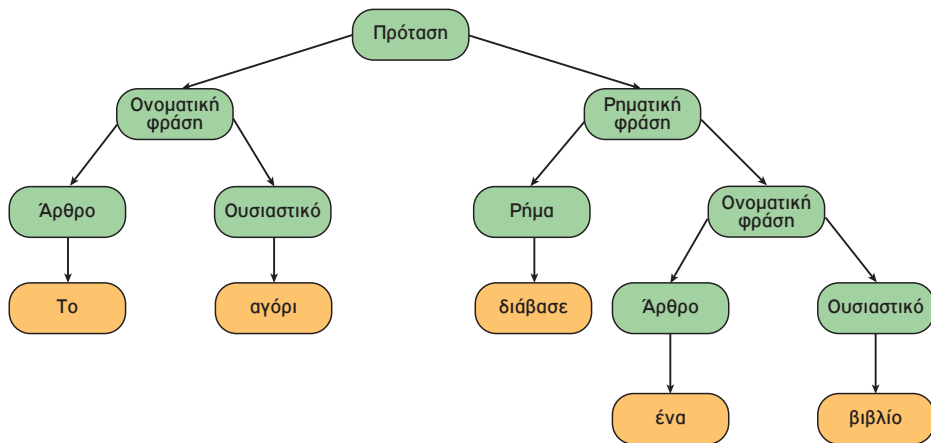 Πρόταση
Ονοματική
φράση
Ρηματική
φράση
Άρθρο
Ουσιαστικό
Ρήμα
Ονοματική
φράση
Το
αγόρι
διάβασε
Άρθρο
Ουσιαστικό
ένα
βιβλίο